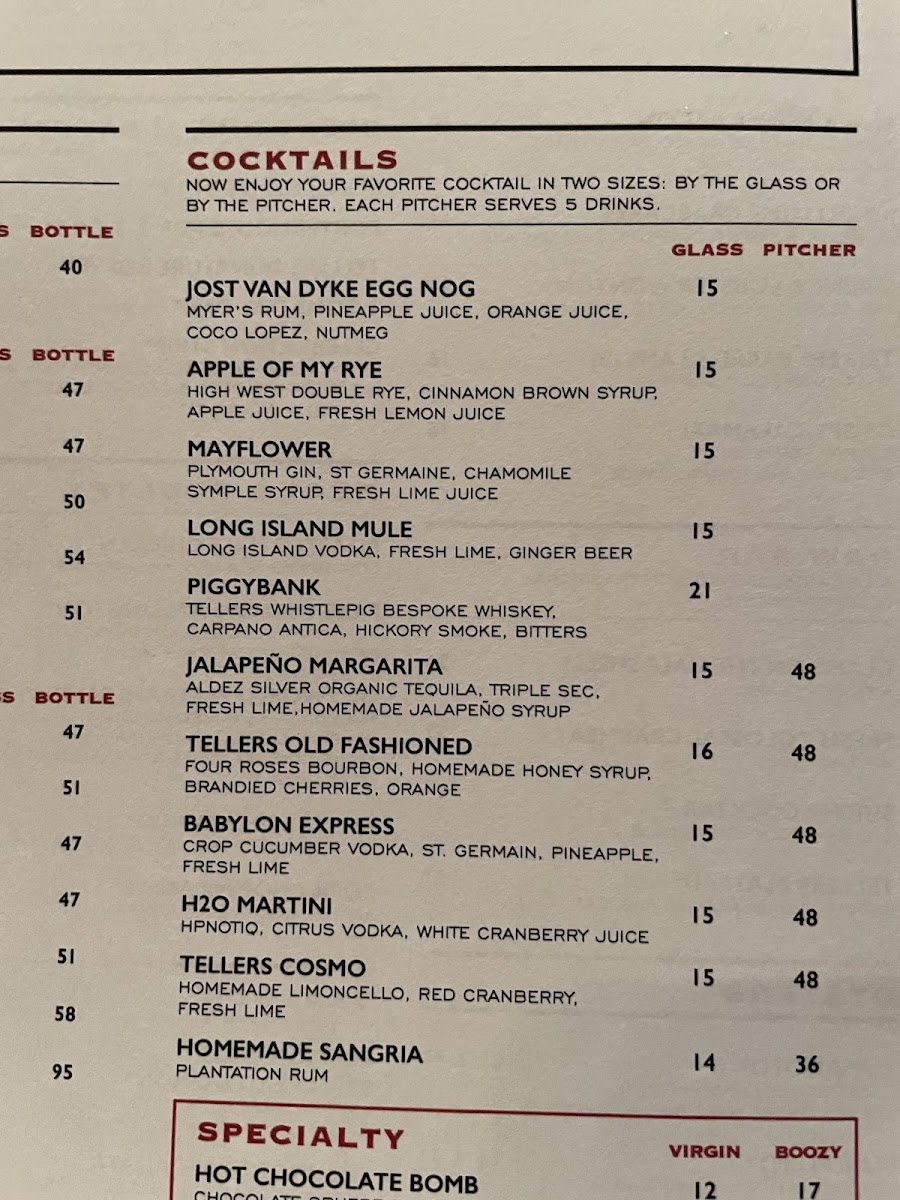 S BOTTLE
40
S BOTTLE
47
47
50
54
51
SS BOTTLE
47
51
47
47
51
58
95
COCKTAILS
NOW ENJOY YOUR FAVORITE COCKTAIL IN TWO SIZES: BY THE GLASS OR
BY THE PITCHER. EACH PITCHER SERVES 5 DRINKS.
GLASS PITCHER
JOST VAN DYKE EGG NOG 15
MYER'S RUM, PINEAPPLE JUICE, ORANGE JUICE,
COCO LOPEZ, NUTMEG
APPLE OF MY RYE 15
HIGH WEST DOUBLE RYE, CINNAMON BROWN SYRUP,
APPLE JUICE, FRESH LEMON JUICE
MAYFLOWER 15
PLYMOUTH GIN, ST GERMAINE, CHAMOMILE
SYMPLE SYRUP, FRESH LIME JUICE
LONG ISLAND MULE 15
LONG ISLAND VODKA, FRESH LIME, GINGER BEER
PIGGYBANK 21
TELLERS WHISTLEPIG BESPOKE WHISKEY,
CARPANO ANTICA, HICKORY SMOKE, BITTERS
JALAPEÑO MARGARITA 15 48
ALDEZ SILVER ORGANIC TEQUILA, TRIPLE SEC,
FRESH LIME,HOMEMADE JALAPEÑO SYRUP
TELLERS OLD FASHIONED 16 48
FOUR ROSES BOURBON, HOMEMADE HONEY SYRUP,
BRANDIED CHERRIES, ORANGE
BABYLON EXPRESS 15 48
CROP CUCUMBER VODKA, ST. GERMAIN, PINEAPPLE,
FRESH LIME
H2O MARTINI 15 48
HPNOTIQ, CITRUS VODKA, WHITE CRANBERRY JUICE
TELLERS COSMO 15 48
HOMEMADE LIMONCELLO, RED CRANBERRY,
FRESH LIME
HOMEMADE SANGRIA 14 36
PLANTATION RUM
SPECIALTY VIRGIN BOOZY
HOT CHOCOLATE BOMB 12 17
CHOCOLATE